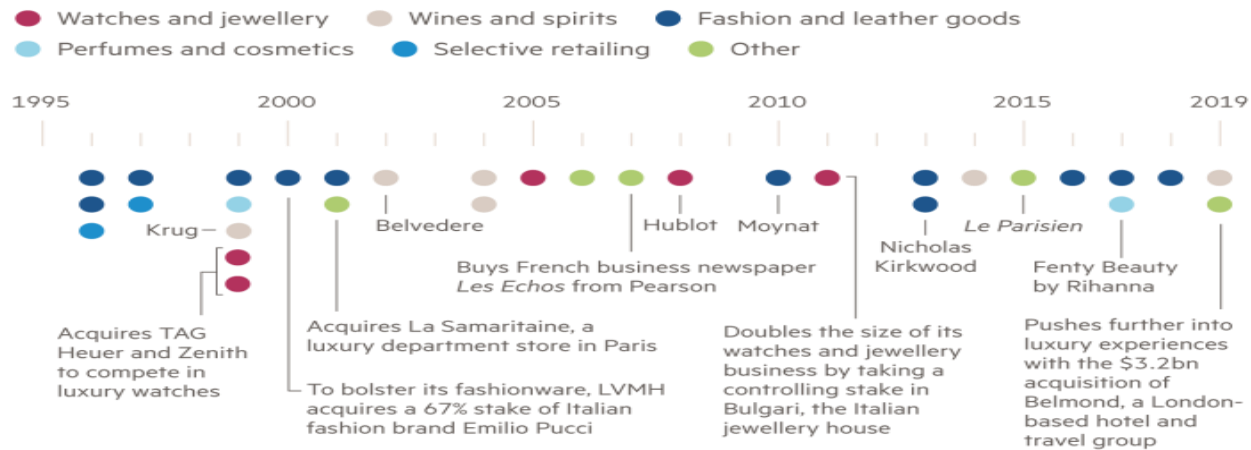 Watches and jewellery Wines and spirits Fashion and leather goods
Perfumes and cosmetics Selective retailing Other
1995 2000 2005 2010 2015 2019
Krug
Belvedere
Hublot
Moynat
Le Parisien
Nicholas
Kirkwood
Buys French business newspaper
Les Echos from Pearson
Fenty Beauty
by Rihanna
Acquires TAG
Heuer and Zenith
to compete in
luxury watches
Acquires La Samaritaine, a
luxury department store in Paris
To bolster its fashionware, LVMH
acquires a 67% stake of Italian
fashion brand Emilio Pucci
Doubles the size of its
watches and jewellery
business by taking a
controlling stake in
Bulgari, the Italian
jewellery house
Pushes further into
luxury experiences
with the $3.2bn
acquisition of
Belmond, a London-
based hotel and
travel group